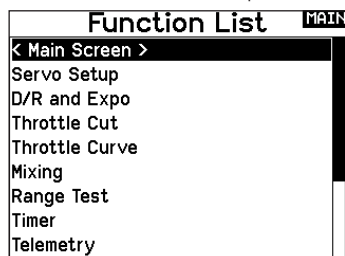 Function List
MAIN
< Main Screen >
Servo Setup
D/R and Expo
Throttle Cut
Throttle Curve
Mixing
Range Test
Timer
Telemetry